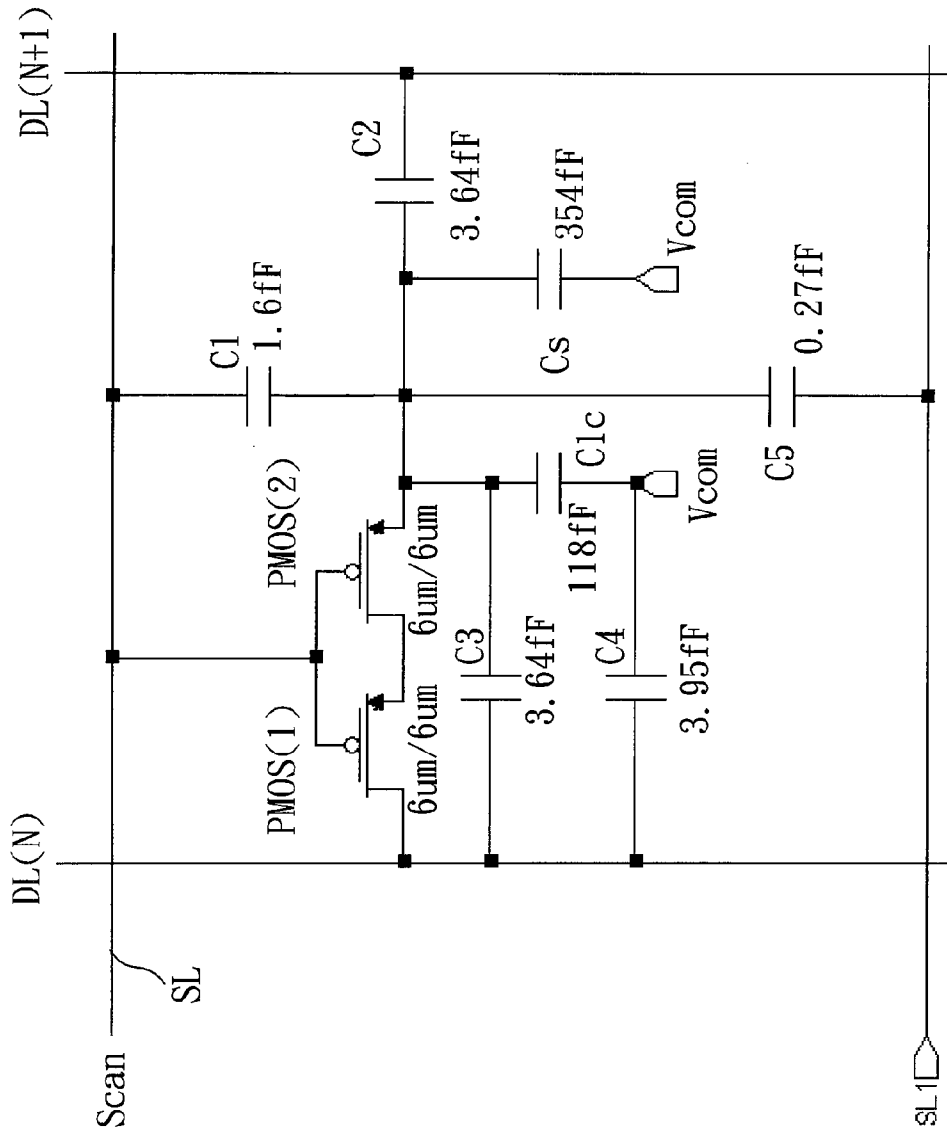 DL(N)
DL(N+1)
Scan
SL
PMOS(1)
PMOS(2)
6um/6um
6um/6um
C1
1.6fF
C2
3.64fF
C3
3.64fF
Clc
118fF
Cs
354fF
Vcom
C4
3.95fF
Vcom
C5
0.27fF
SL1